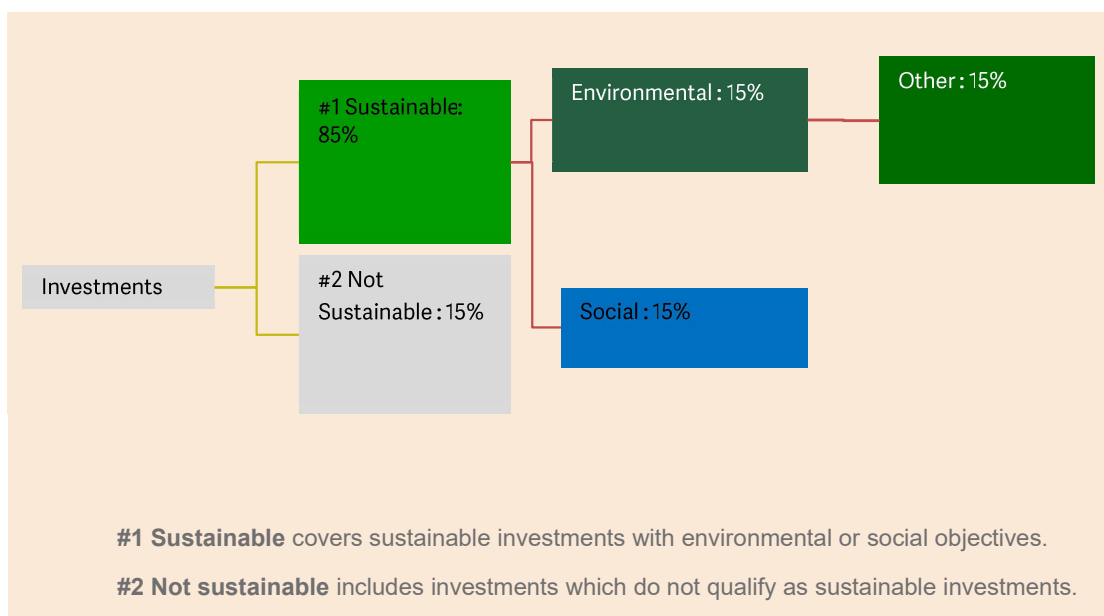 Investments
#1 Sustainable:
85%
#2 Not
Sustainable : 15%
Environmental : 15%
Social : 15%
Other : 15%
#1 Sustainable covers sustainable investments with environmental or social objectives.
#2 Not sustainable includes investments which do not qualify as sustainable investments.